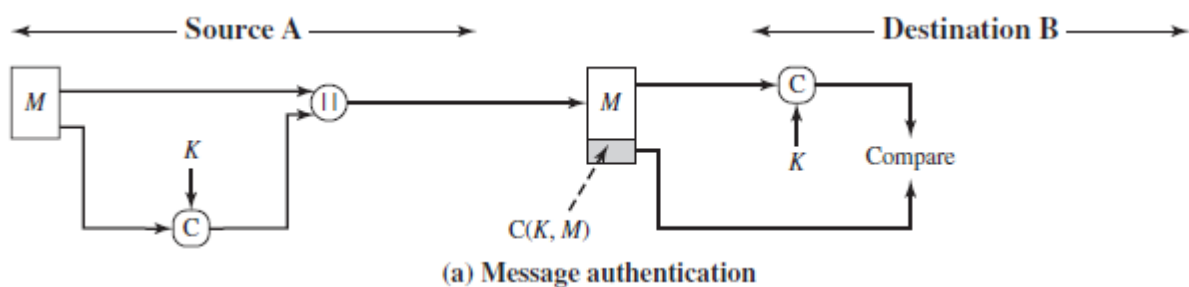 Source A
Destination B
M
K
C
||
M
C(K, M)
C
K
Compare
(a) Message authentication